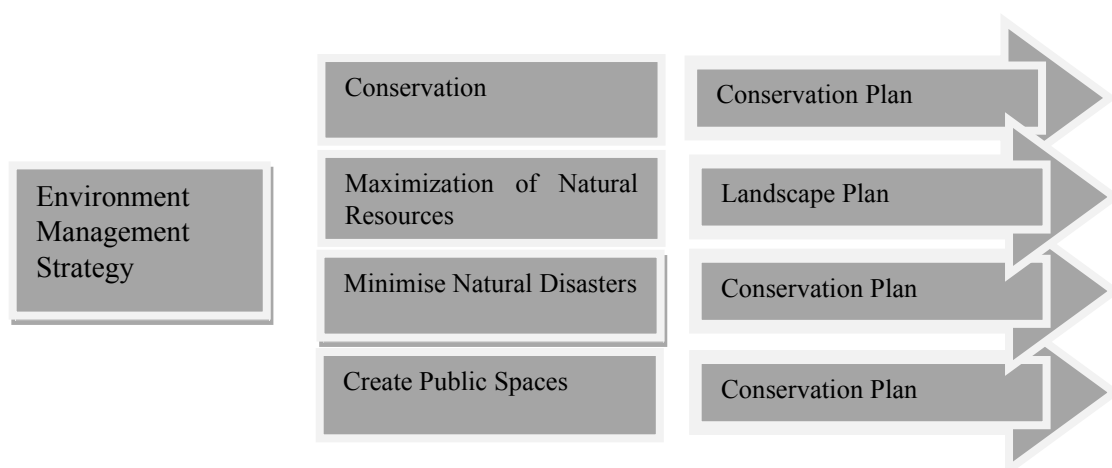 Environment
Management
Strategy
Conservation
Conservation Plan
Maximization of Natural
Resources
Landscape Plan
Minimise Natural Disasters
Conservation Plan
Create Public Spaces
Conservation Plan